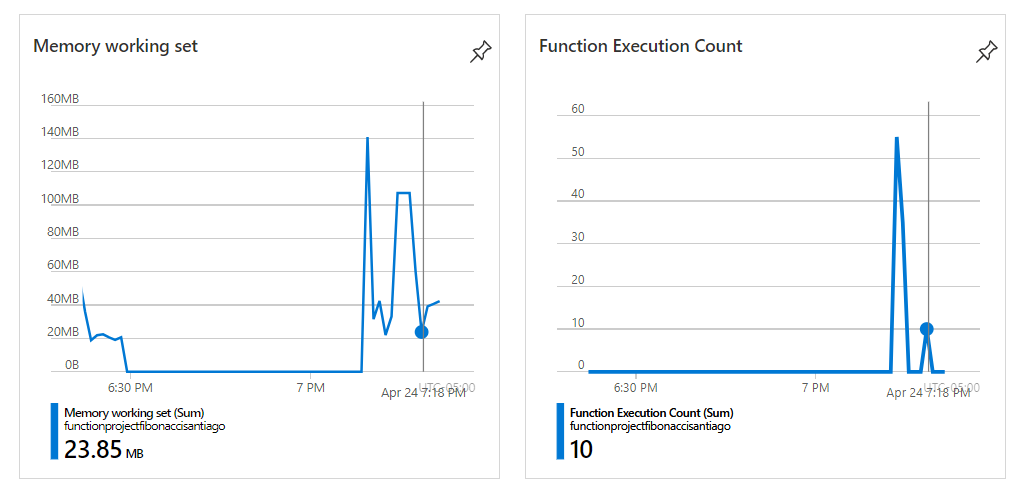 Memory working set
160MB
140MB
120MB
100MB
80MB
60MB
40MB
20MB
0B
6:30 PM
7 PM
UTC-05:00
Apr 24 7:18 PM
Memory working set (Sum)
functionprojectfibonaccisantiago
23.85 MB
Function Execution Count
60
50
40
30
20
10
0
6:30 PM
7 PM
UTC-05:00
Apr 24 7:18 PM
Function Execution Count (Sum)
functionprojectfibonaccisantiago
10